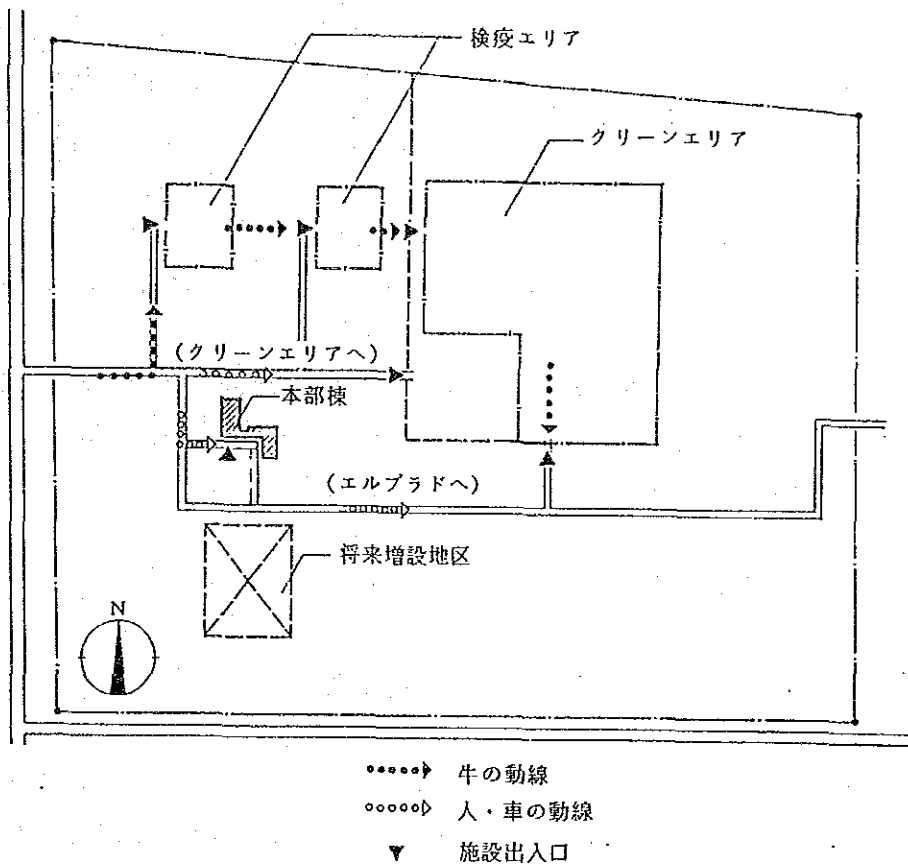 検疫エリア
クリーンエリア
(クリーンエリアへ)
本部棟
(エルプラドへ)
将来増設地区
N
牛の動線
人・車の動線
施設出入口